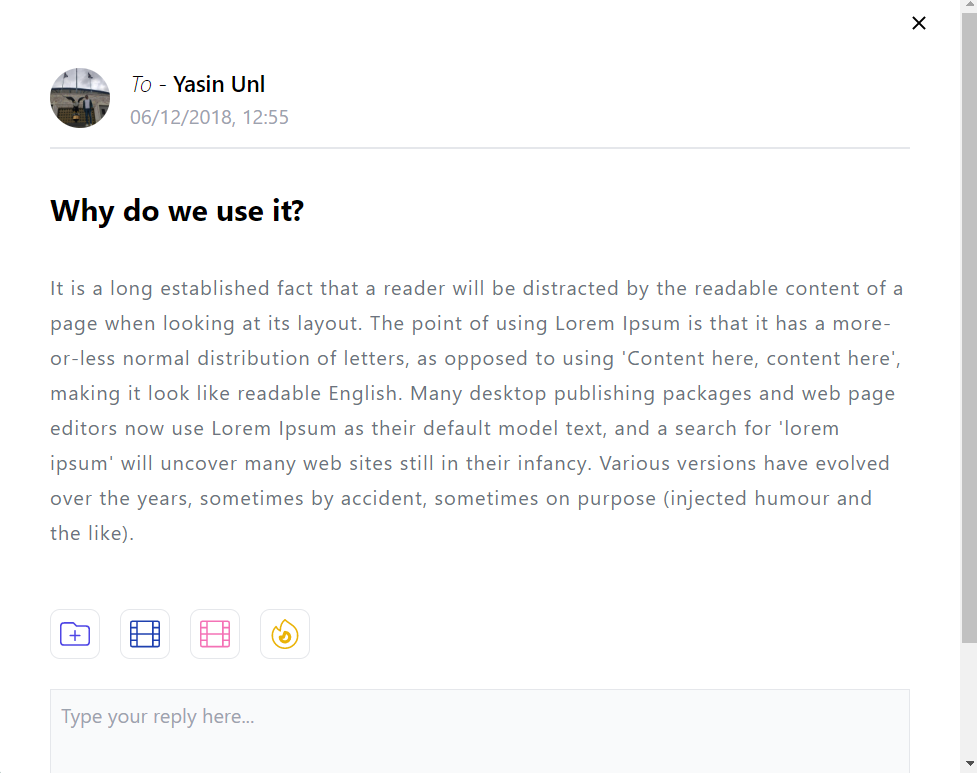 To - Yasin Unl
06/12/2018, 12:55
Why do we use it?
It is a long established fact that a reader will be distracted by the readable content of a
page when looking at its layout. The point of using Lorem Ipsum is that it has a more-
or-less normal distribution of letters, as opposed to using 'Content here, content here',
making it look like readable English. Many desktop publishing packages and web page
editors now use Lorem Ipsum as their default model text, and a search for 'lorem
ipsum' will uncover many web sites still in their infancy. Various versions have evolved
over the years, sometimes by accident, sometimes on purpose (injected humour and
the like).
Type your reply here...